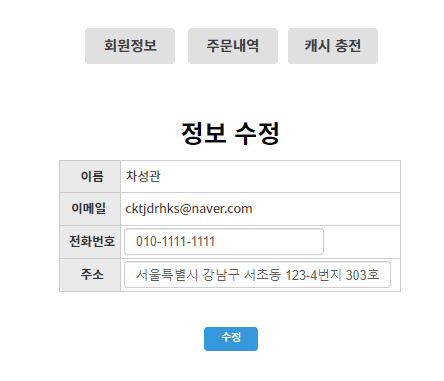 회원정보 주문내역 캐시 충전
정보 수정
이름 차성관
이메일 cktjdrhks@naver.com
전화번호 010-1111-1111
주소 서울특별시 강남구 서초동 123-4번지 303호
수정